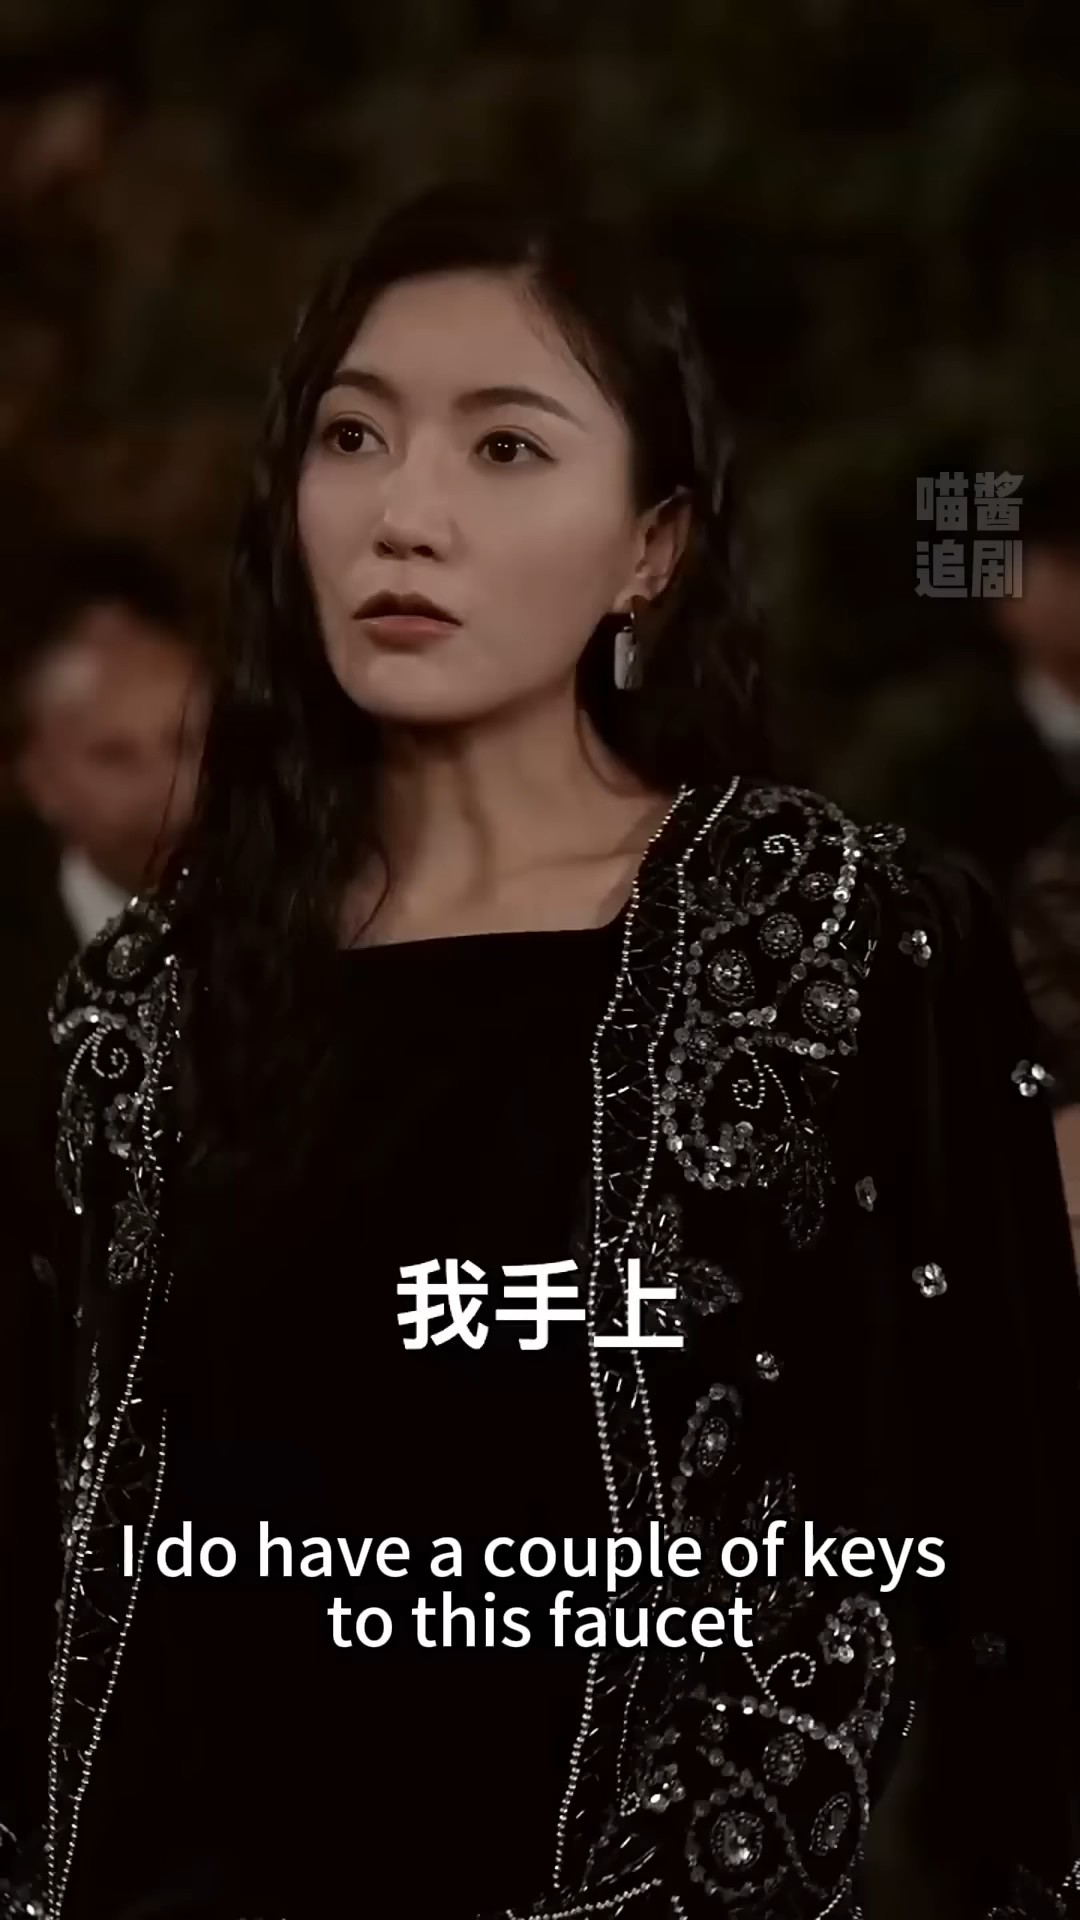 喵酱
追剧
我手上
I do have a couple of keys
to this faucet